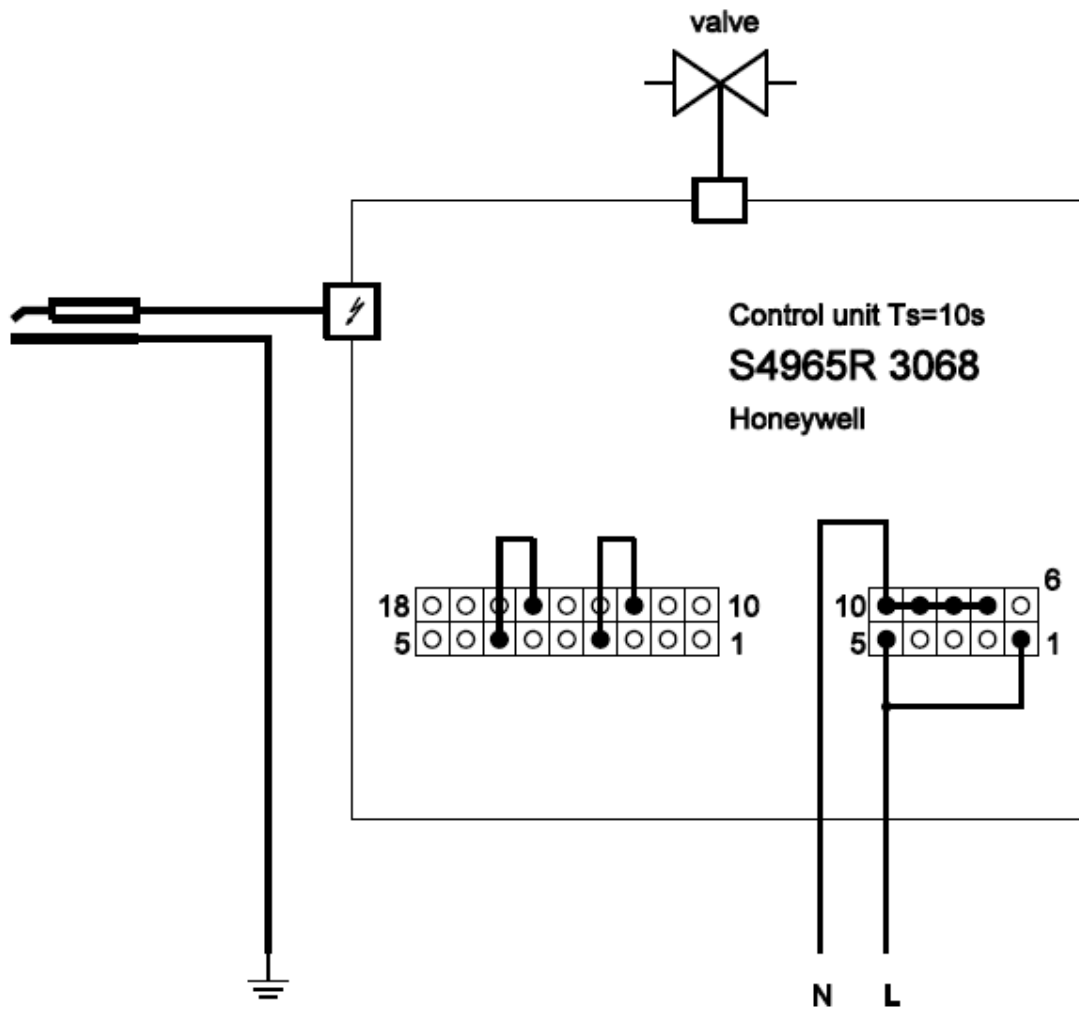 valve
Control unit Ts=10s
S4965R 3068
Honeywell
6
18 10 10
5 1 5 1
N L